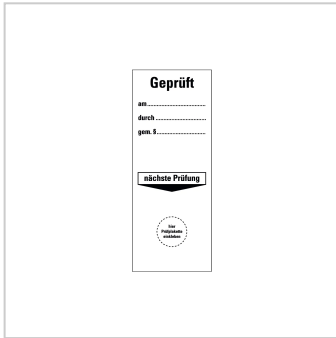 Geprüft
am..............................
durch ..........................
gem. §..........................
nächste Prüfung
hier
Prüfplakette
einkleben